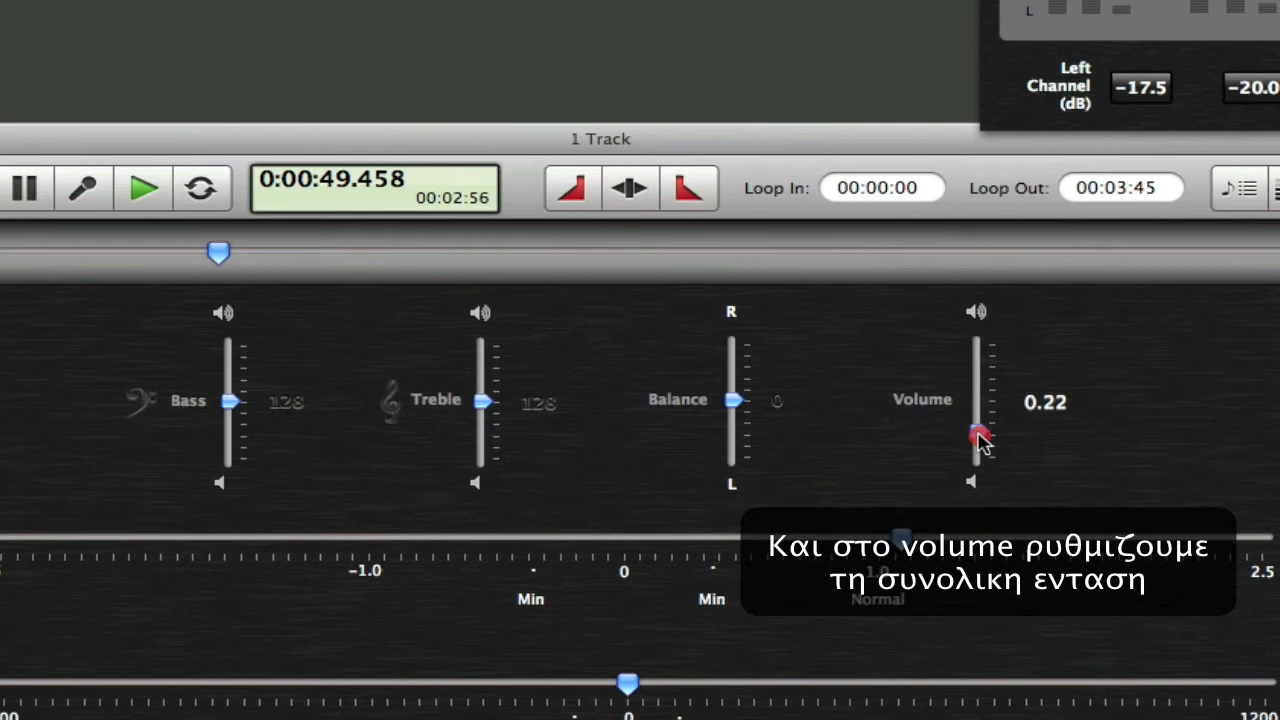 L
Left
Channel
(dB)
-17.5
-20.0
1 Track
0:00:49.458
00:02:56
Loop In: 00:00:00
Loop Out: 00:03:45
R
Bass 128
Treble 128
Balance 0
Volume 0.22
L
Και στο volume ρυθμιζουμε
τη συνολικη ενταση
-1.0
0
1.0
2.5
Min
Min
Normal
0
1200